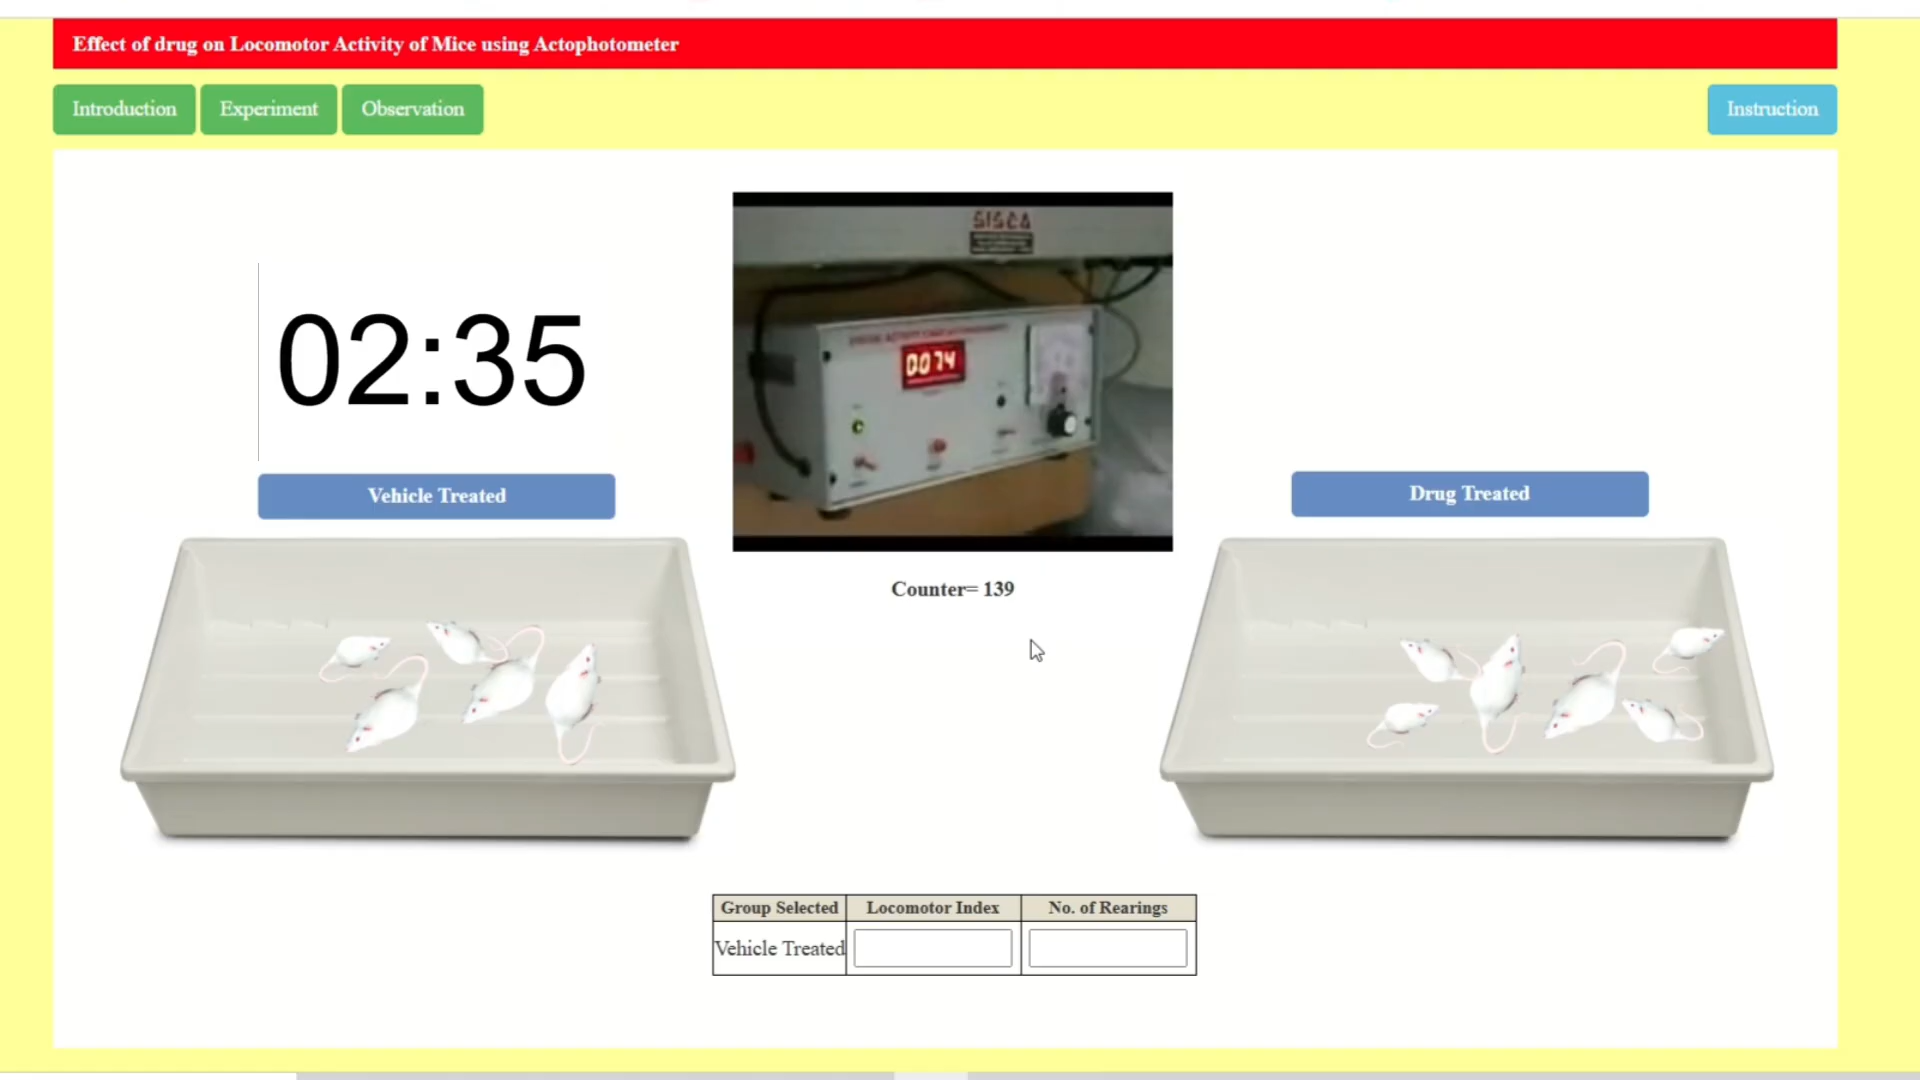 Effect of drug on Locomotor Activity of Mice using Actophotometer
Introduction Experiment Observation Instruction
SISCA
02:35
0074
Vehicle Treated
Drug Treated
Counter= 139
Group Selected Locomotor Index No. of Rearings
Vehicle Treated